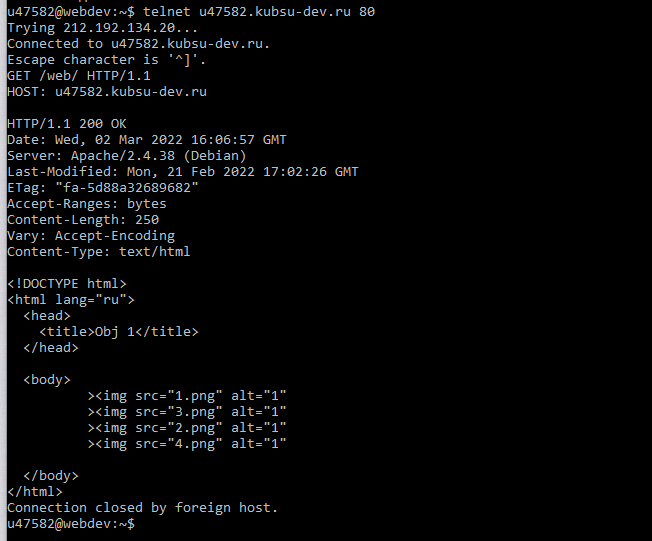 u47582@webdev:~$ telnet u47582.kubsu-dev.ru 80
Trying 212.192.134.20...
Connected to u47582.kubsu-dev.ru.
Escape character is '^]'.
GET /web/ HTTP/1.1
HOST: u47582.kubsu-dev.ru

HTTP/1.1 200 OK
Date: Wed, 02 Mar 2022 16:06:57 GMT
Server: Apache/2.4.38 (Debian)
Last-Modified: Mon, 21 Feb 2022 17:02:26 GMT
ETag: "fa-5d88a32689682"
Accept-Ranges: bytes
Content-Length: 250
Vary: Accept-Encoding
Content-Type: text/html

<!DOCTYPE html>
<html lang="ru">
  <head>
    <title>Obj 1</title>
  </head>

  <body>
          ><img src="1.png" alt="1"
          ><img src="3.png" alt="1"
          ><img src="2.png" alt="1"
          ><img src="4.png" alt="1"

  </body>
</html>
Connection closed by foreign host.
u47582@webdev:~$